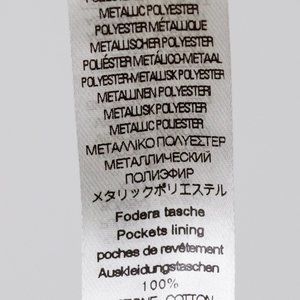 METALLIC POLYESTER
POLYESTER MÉTALLIQUE
METALLISCHER POLYESTER
POLIÉSTER METÁLICO-METAAL
POLYESTER-METALLISK POLYESTER
METALLINEN POLYESTER
METALLISK POLYESTER
METALLIC POLIESTER
ΜΕΤΑΛΛΙΚΟ ΠΟΛΥΕΣΤΕΡ
МЕТАЛЛИЧЕСКИЙ
ПОЛИЭФИР
メタリックポリエステル
Fodera tasche
Pockets lining
poches de revêtement
Auskleidungstaschen
100%
COTTON